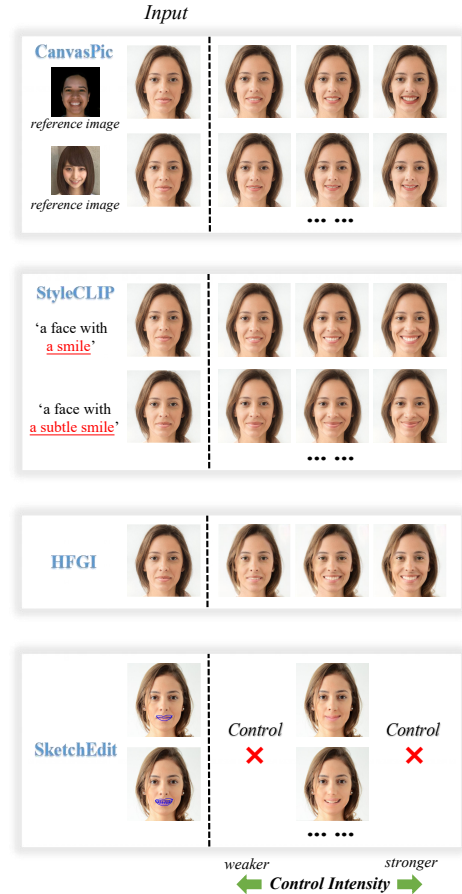 Input
CanvasPic
reference image
reference image
... ...
StyleCLIP
‘a face with
a smile’
‘a face with
a subtle smile’
... ...
HFGI
SketchEdit
Control
Control
... ...
weaker
stronger
Control Intensity